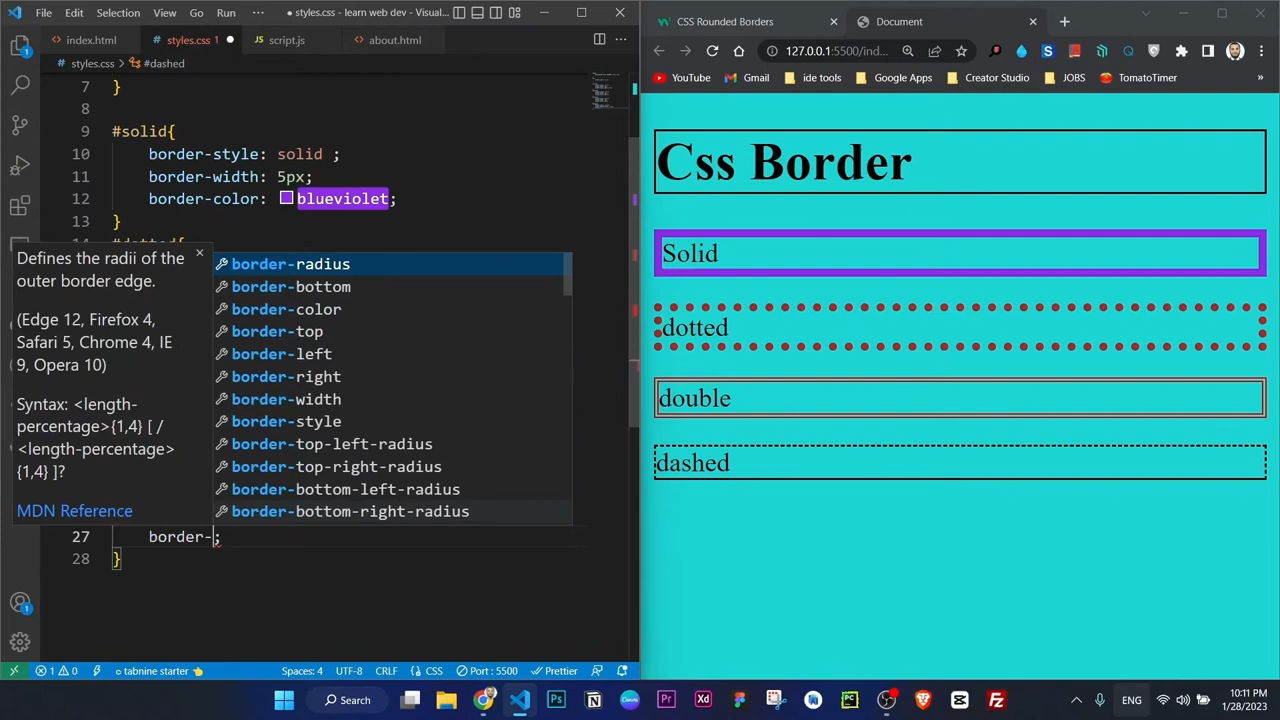 File Edit Selection View Go Run ··· ● styles.css - learn web dev - Visual...
index.html
styles.css 1 ●
script.js
about.html
styles.css > #dashed
7 }
8
9 #solid{
10 border-style: solid ;
11 border-width: 5px;
12 border-color: blueviolet;
13 }
Defines the radii of the
outer border edge.
(Edge 12, Firefox 4,
Safari 5, Chrome 4, IE
9, Opera 10)
Syntax: <length-
percentage>{1,4} [ /
<length-percentage>
{1,4} ]?
MDN Reference
border-radius
border-bottom
border-color
border-top
border-left
border-right
border-width
border-style
border-top-left-radius
border-top-right-radius
border-bottom-left-radius
border-bottom-right-radius
27 border-;
28 }
1
1
1 0 tabnine starter Spaces: 4 UTF-8 CRLF {} CSS Port : 5500 Prettier
CSS Rounded Borders
Document
127.0.0.1:5500/ind...
YouTube Gmail ide tools Google Apps Creator Studio JOBS TomatoTimer »
Css Border
Solid
dotted
double
dashed
Search
ENG
10:11 PM
1/28/2023